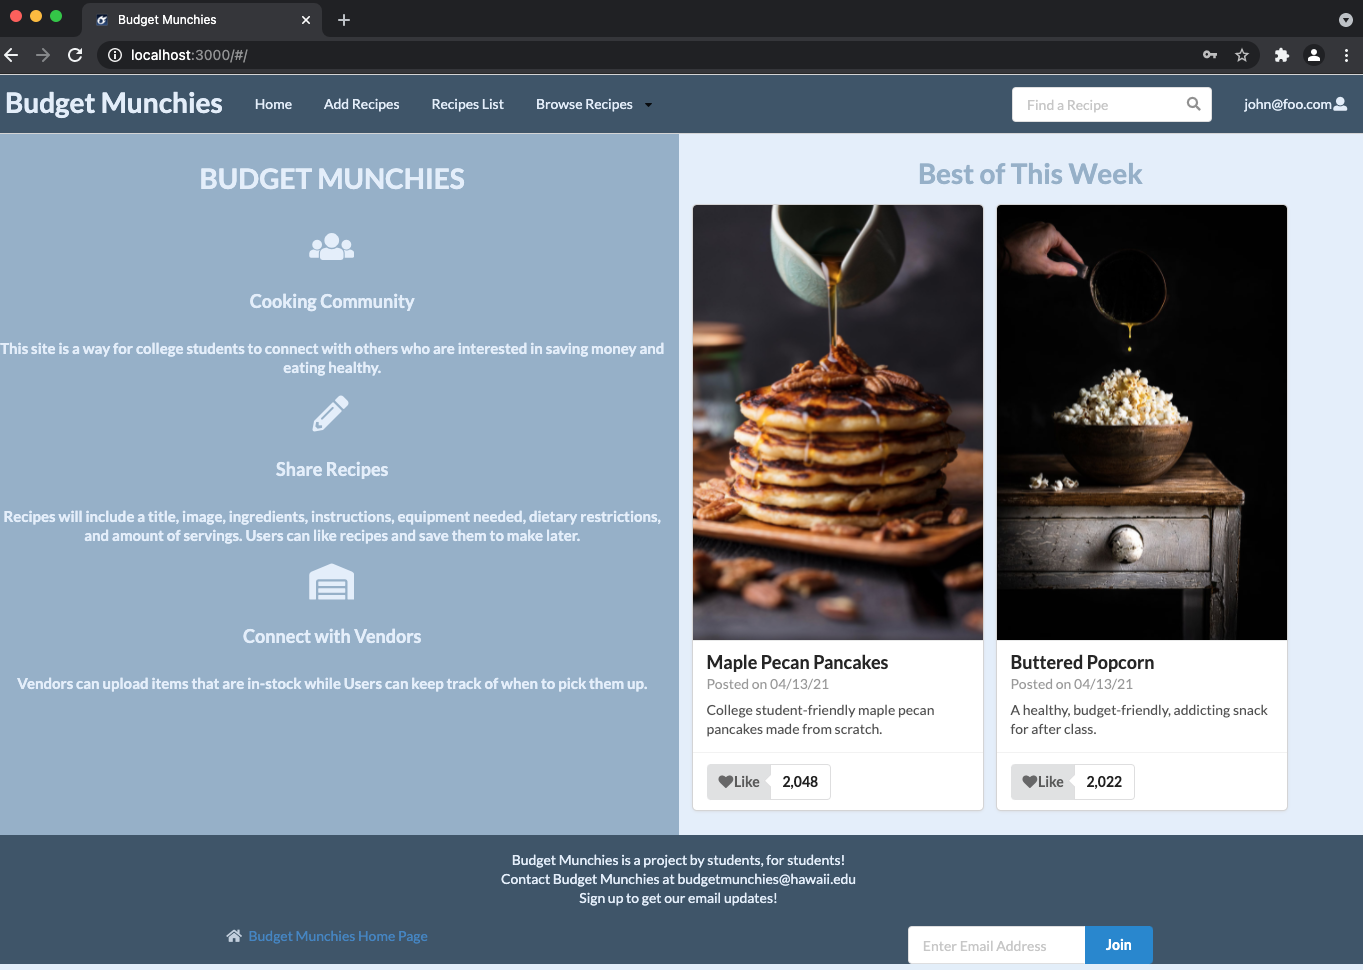 Budget Munchies
localhost:3000/#/
Budget Munchies Home Add Recipes Recipes List Browse Recipes Find a Recipe john@foo.com
BUDGET MUNCHIES
Cooking Community
This site is a way for college students to connect with others who are interested in saving money and
eating healthy.
Share Recipes
Recipes will include a title, image, ingredients, instructions, equipment needed, dietary restrictions,
and amount of servings. Users can like recipes and save them to make later.
Connect with Vendors
Vendors can upload items that are in-stock while Users can keep track of when to pick them up.
Best of This Week
Maple Pecan Pancakes
Posted on 04/13/21
College student-friendly maple pecan
pancakes made from scratch.
Like 2,048
Buttered Popcorn
Posted on 04/13/21
A healthy, budget-friendly, addicting snack
for after class.
Like 2,022
Budget Munchies is a project by students, for students!
Contact Budget Munchies at budgetmunchies@hawaii.edu
Sign up to get our email updates!
Budget Munchies Home Page
Enter Email Address Join